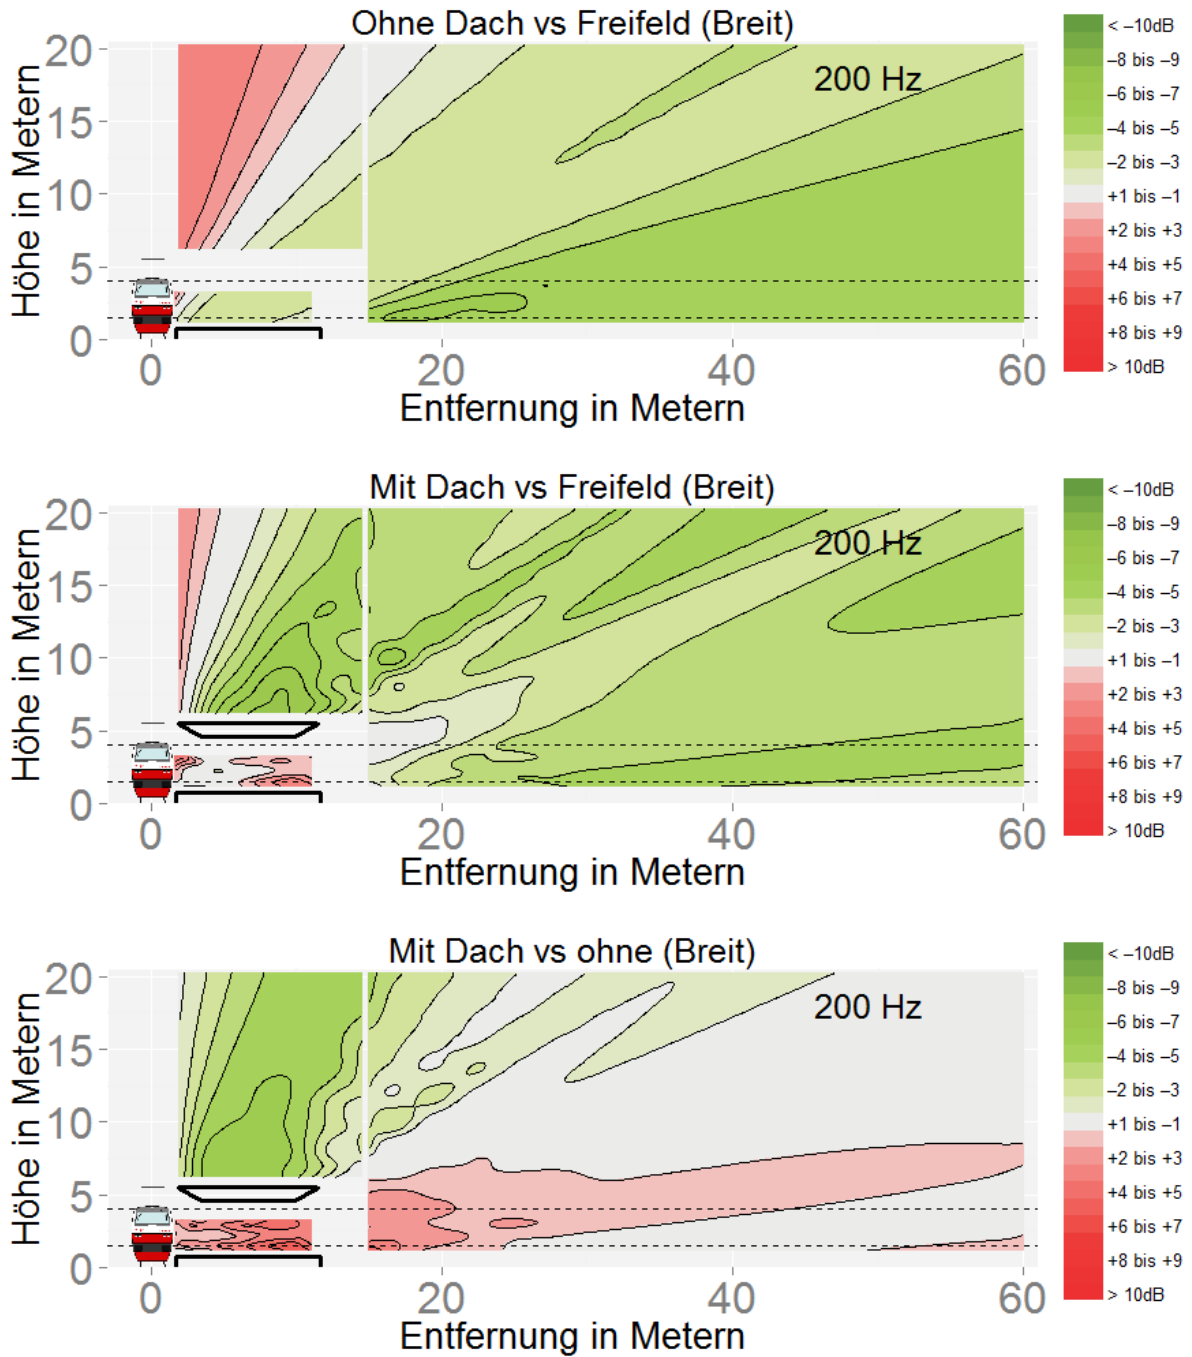 Ohne Dach vs Freifeld (Breit)
200 Hz
Höhe in Metern
20
15
10
5
0
0 20 40 60
Entfernung in Metern
< –10dB
–8 bis –9
–6 bis –7
–4 bis –5
–2 bis –3
+1 bis –1
+2 bis +3
+4 bis +5
+6 bis +7
+8 bis +9
> 10dB
Mit Dach vs Freifeld (Breit)
200 Hz
Höhe in Metern
20
15
10
5
0
0 20 40 60
Entfernung in Metern
< –10dB
–8 bis –9
–6 bis –7
–4 bis –5
–2 bis –3
+1 bis –1
+2 bis +3
+4 bis +5
+6 bis +7
+8 bis +9
> 10dB
Mit Dach vs ohne (Breit)
200 Hz
Höhe in Metern
20
15
10
5
0
0 20 40 60
Entfernung in Metern
< –10dB
–8 bis –9
–6 bis –7
–4 bis –5
–2 bis –3
+1 bis –1
+2 bis +3
+4 bis +5
+6 bis +7
+8 bis +9
> 10dB